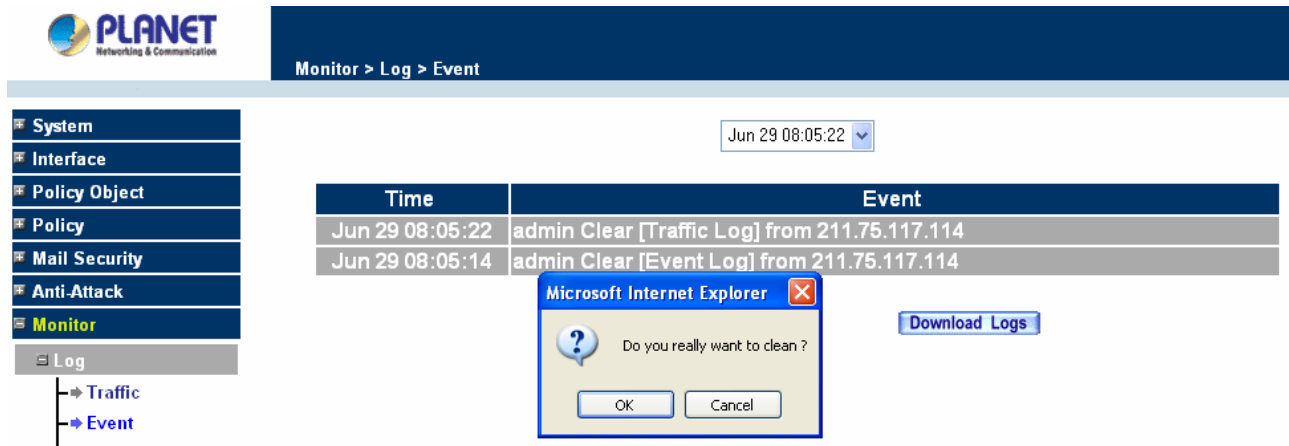 PLANET
Networking & Communication
Monitor > Log > Event
System
Interface
Policy Object
Policy
Mail Security
Anti-Attack
Monitor
Log
Traffic
Event
Jun 29 08:05:22
Time Event
Jun 29 08:05:22 admin Clear [Traffic Log] from 211.75.117.114
Jun 29 08:05:14 admin Clear [Event Log] from 211.75.117.114
Microsoft Internet Explorer
Do you really want to clean ?
OK Cancel
Download Logs